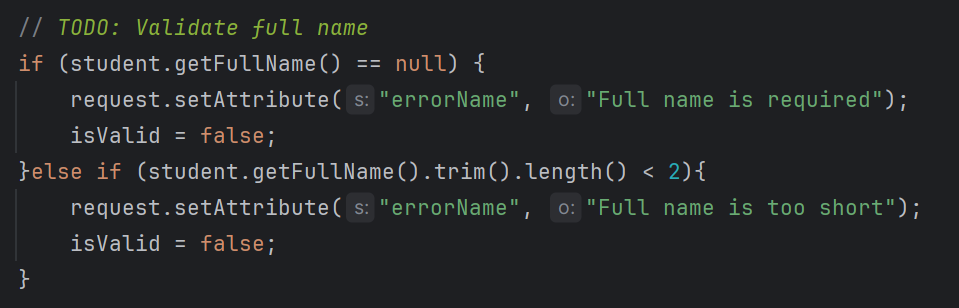 // TODO: Validate full name
if (student.getFullName() == null) {
    request.setAttribute( s: "errorName", o: "Full name is required");
    isValid = false;
}else if (student.getFullName().trim().length() < 2){
    request.setAttribute( s: "errorName", o: "Full name is too short");
    isValid = false;
}